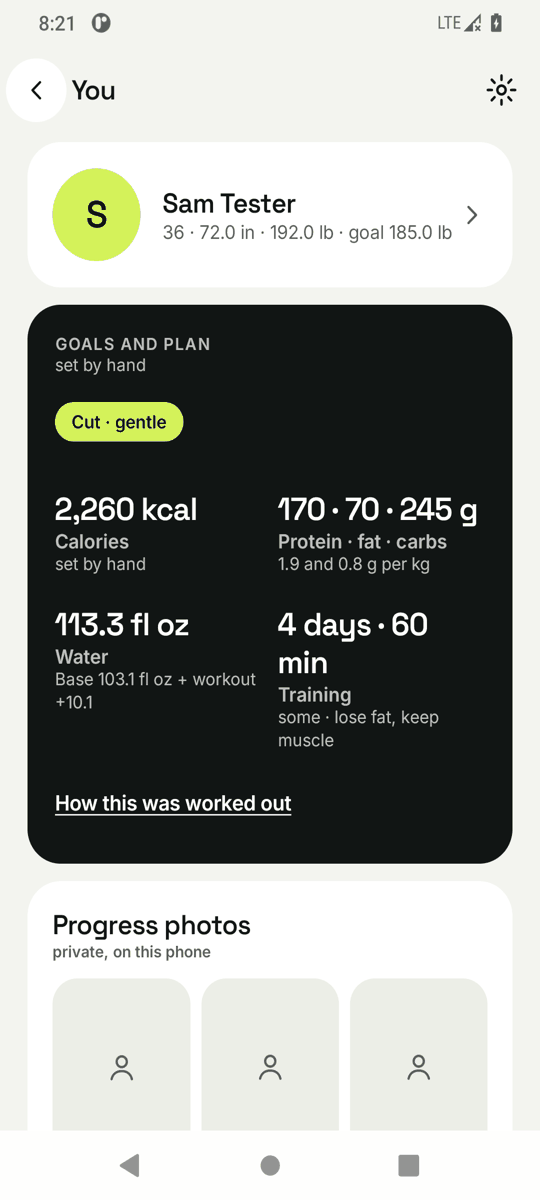 8:21
LTE
You
S
Sam Tester
36 · 72.0 in · 192.0 lb · goal 185.0 lb
GOALS AND PLAN
set by hand
Cut · gentle
2,260 kcal
Calories
set by hand
170 · 70 · 245 g
Protein · fat · carbs
1.9 and 0.8 g per kg
113.3 fl oz
Water
Base 103.1 fl oz + workout
+10.1
4 days · 60
min
Training
some · lose fat, keep
muscle
How this was worked out
Progress photos
private, on this phone